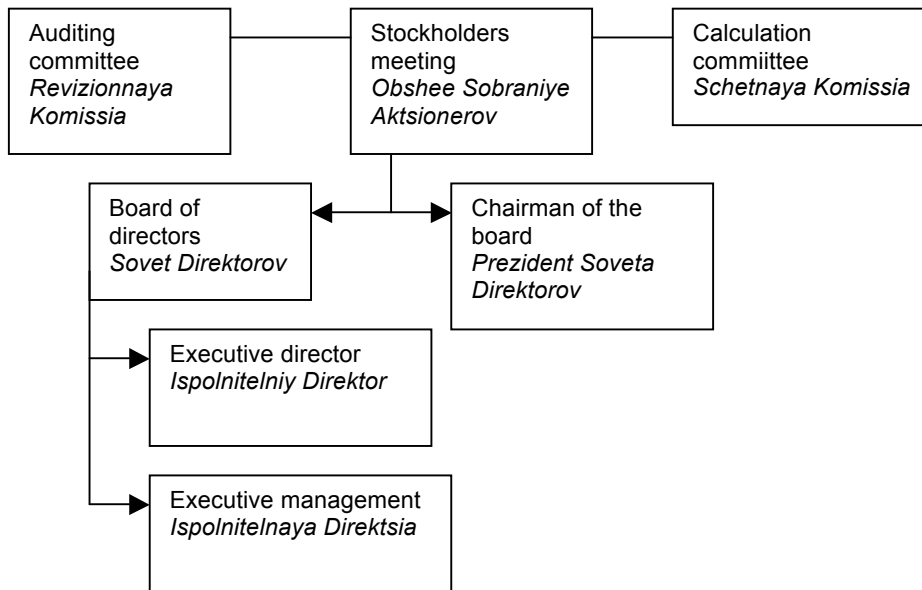 Auditing
committee
Revizionnaya
Komissia
Stockholders
meeting
Obshee Sobraniye
Aktsionerov
Calculation
commiittee
Schetnaya Komissia
Board of
directors
Sovet Direktorov
Chairman of the
board
Prezident Soveta
Direktorov
Executive director
Ispolnitelniy Direktor
Executive management
Ispolnitelnaya Direktsia